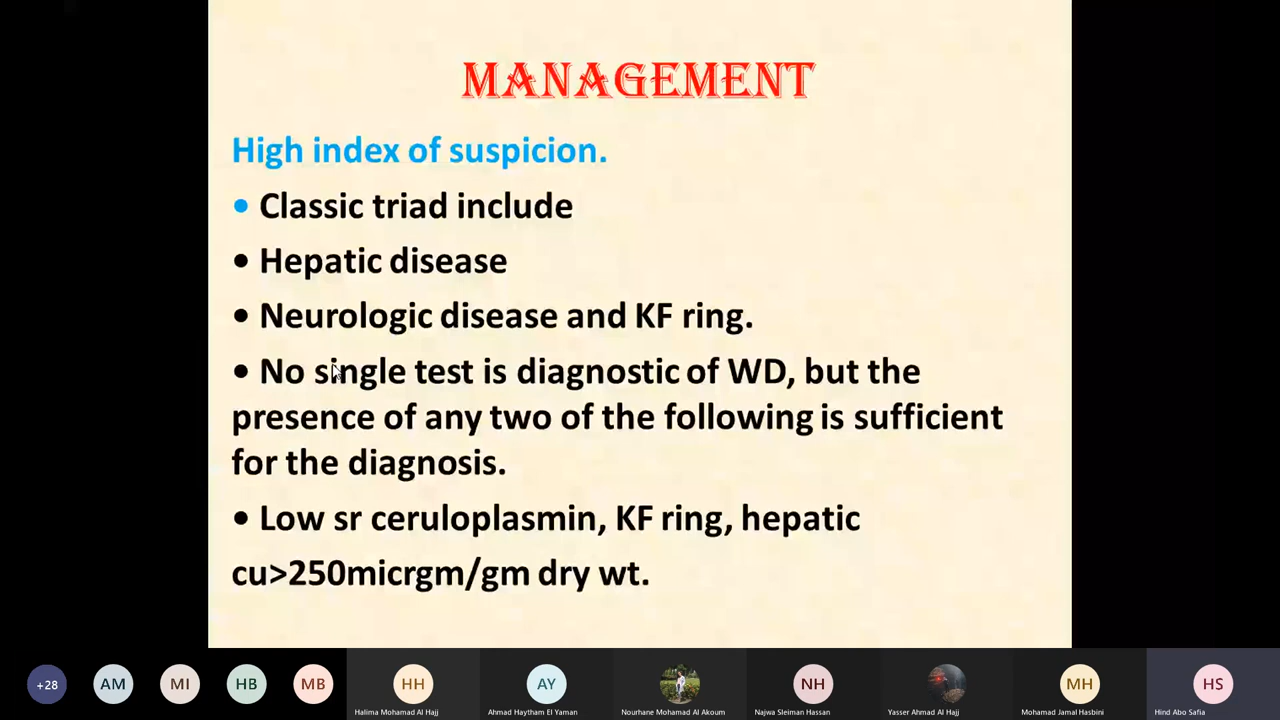 MANAGEMENT
High index of suspicion.
• Classic triad include
• Hepatic disease
• Neurologic disease and KF ring.
• No single test is diagnostic of WD, but the
presence of any two of the following is sufficient
for the diagnosis.
• Low sr ceruloplasmin, KF ring, hepatic
cu>250micrgm/gm dry wt.
+28 AM MI HB MB HH AY NH MH HS
Halima Mohamad Al Hajj Ahmad Haytham El Yaman Nourhane Mohamad Al Akoum Najwa Sleiman Hassan Yasser Ahmad Al Hajj Mohamad Jamal Hasbini Hind Abo Safia